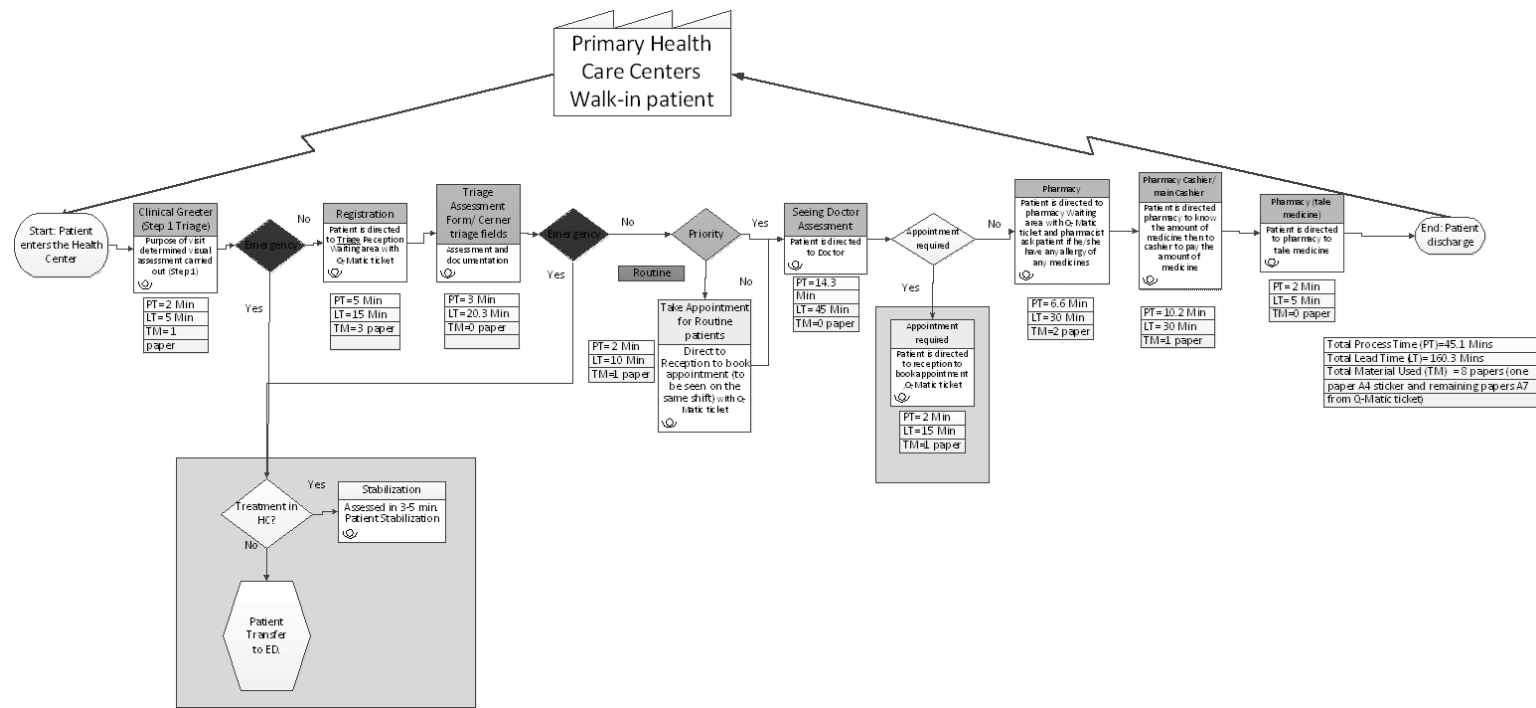 Primary Health
Care Centers
Walk-in patient
Start: Patient
enters the Health
Center
Clinical Greeter
(Step 1 Triage)
Purpose of visit
determined visual
assessment carried
out (Step 1)
PT=2 Min
LT=5 Min
TM=1
paper
Emergency
No
Yes
Registration
Patient is directed
to Triage Reception
Waiting area with
Q-Matic ticket
PT=5 Min
LT=15 Min
TM=3 paper
Triage
Assessment
Form/ Cerner
triage fields
Assessment and
documentation
PT=3 Min
LT=20.3 Min
TM=0 paper
Emergency
No
Yes
Priority
Yes
Routine
No
Take Appointment
for Routine
patients
Direct to
Reception to book
appointment (to
be seen on the
same shift) with Q-
Matic ticket
PT= 2 Min
LT=10 Min
TM=1 paper
Seeing Doctor
Assessment
Patient is directed
to Doctor
PT=14.3
Min
LT= 45 Min
TM=0 paper
Appointment
required
No
Yes
Appointment
required
Patient is directed
to reception to
book appointment
,Q-Matic ticket
PT= 2 Min
LT=15 Min
TM=1 paper
Pharmacy
Patient is directed to
pharmacy Waiting
area with Q-Matic
ticket and pharmacist
ask patient if he/she
have any allergy of
any medicines
PT=6.6 Min
LT=30 Min
TM=2 paper
Pharmacy Cashier/
main Cashier
Patient is directed
pharmacy to know
the amount of
medicine then to
cashier to pay the
amount of
medicine
PT=10.2 Min
LT= 30 Min
TM=1 paper
Pharmacy (take
medicine)
Patient is directed
to pharmacy to
take medicine
PT=2 Min
LT=5 Min
TM=0 paper
End: Patient
discharge
Total Process Time (PT)=45.1 Mins
Total Lead Time (LT)= 160.3 Mins
Total Material Used (TM) = 8 papers (one
paper A4 sticker and remaining papers A7
from Q-Matic ticket)
Treatment in
HC?
Yes
No
Stabilization
Assessed in 3-5 min.
Patient Stabilization
Patient
Transfer
to ED.